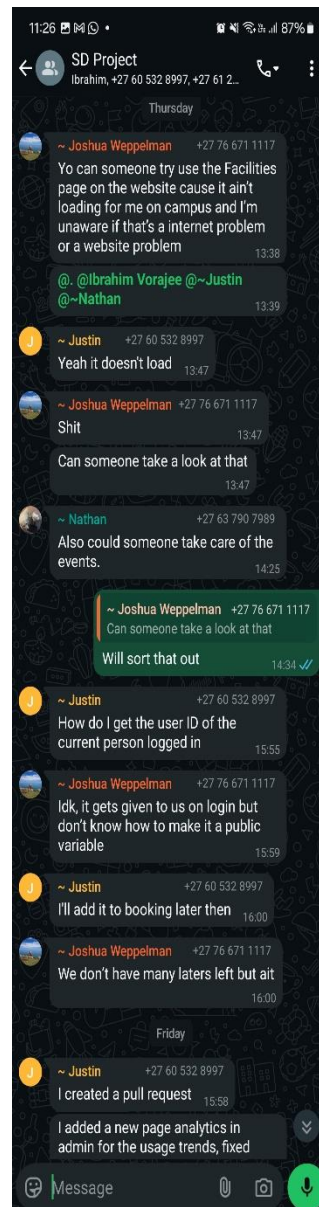 11:26
87%
SD Project
Ibrahim, +27 60 532 8997, +27 61 2...
Thursday
~ Joshua Weppelman +27 76 671 1117
Yo can someone try use the Facilities
page on the website cause it ain't
loading for me on campus and I'm
unaware if that's a internet problem
or a website problem
13:38
@. @Ibrahim Vorajee @~Justin
@~Nathan
13:39
J
~ Justin +27 60 532 8997
Yeah it doesn't load 13:47
~ Joshua Weppelman +27 76 671 1117
Shit
13:47
Can someone take a look at that
13:47
~ Nathan +27 63 790 7989
Also could someone take care of the
events.
14:25
~ Joshua Weppelman +27 76 671 1117
Can someone take a look at that
Will sort that out 14:34
J
~ Justin +27 60 532 8997
How do I get the user ID of the
current person logged in
15:55
~ Joshua Weppelman +27 76 671 1117
Idk, it gets given to us on login but
don't know how to make it a public
variable
15:59
J
~ Justin +27 60 532 8997
I'll add it to booking later then 16:00
~ Joshua Weppelman +27 76 671 1117
We don't have many laters left but ait
16:00
Friday
J
~ Justin +27 60 532 8997
I created a pull request 15:58
I added a new page analytics in
admin for the usage trends, fixed
Message